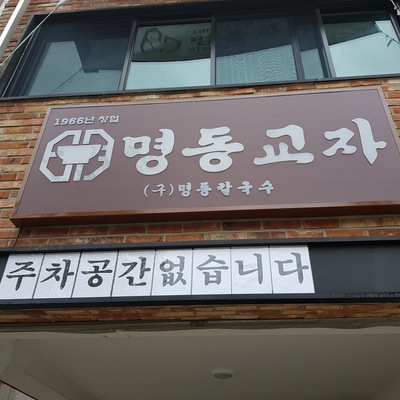 1966년 창업
명동교자
(구)명동칼국수
주차공간없습니다